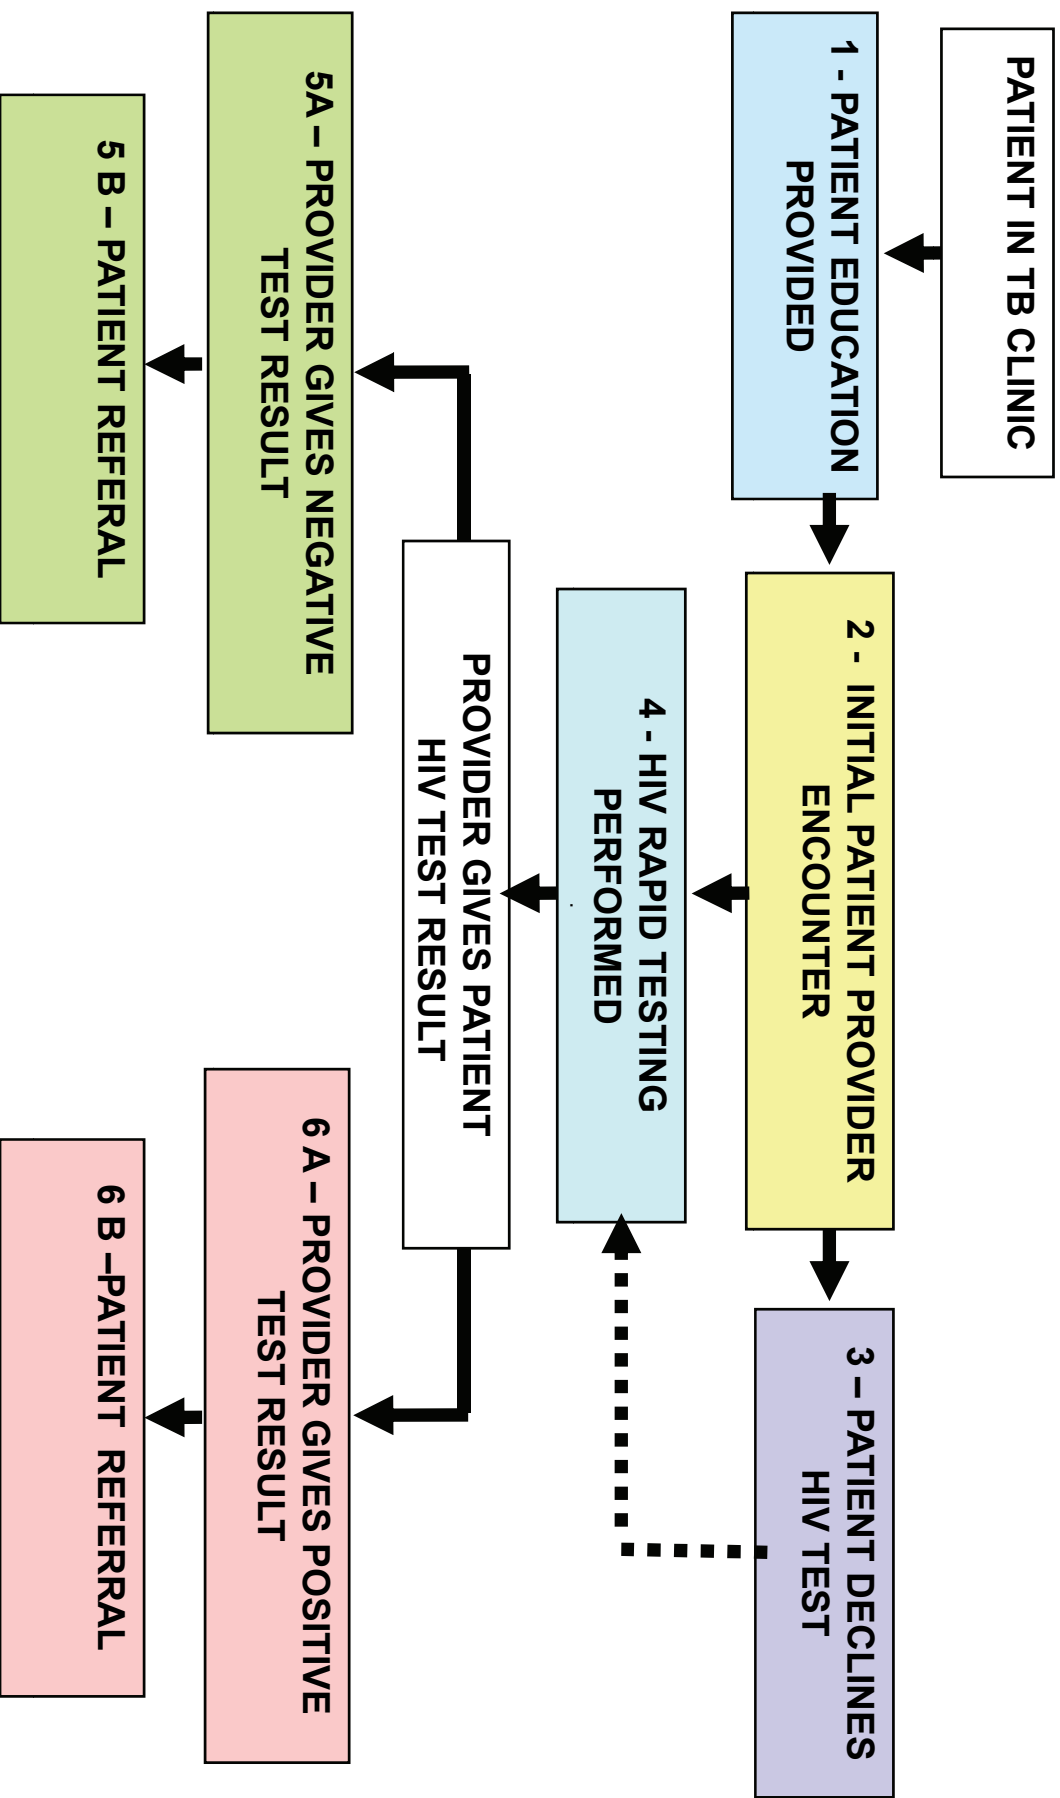 PATIENT IN TB CLINIC
1 - PATIENT EDUCATION
PROVIDED
2 - INITIAL PATIENT PROVIDER
ENCOUNTER
3 – PATIENT DECLINES
HIV TEST
4 - HIV RAPID TESTING
PERFORMED
PROVIDER GIVES PATIENT
HIV TEST RESULT
5A – PROVIDER GIVES NEGATIVE
TEST RESULT
6 A – PROVIDER GIVES POSITIVE
TEST RESULT
5 B – PATIENT REFERAL
6 B –PATIENT REFERRAL